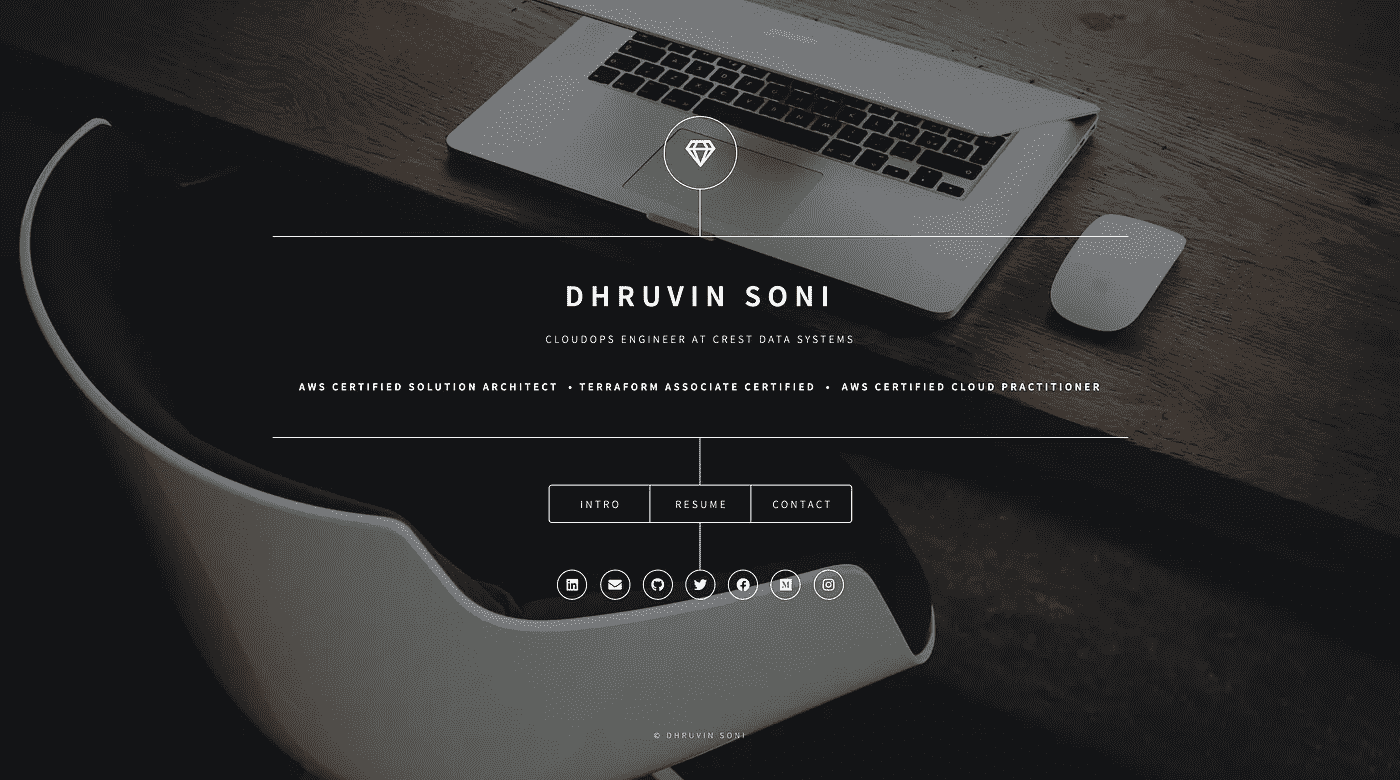 DHRUVIN SONI
CLOUDOPS ENGINEER AT CREST DATA SYSTEMS
AWS CERTIFIED SOLUTION ARCHITECT • TERRAFORM ASSOCIATE CERTIFIED • AWS CERTIFIED CLOUD PRACTITIONER
INTRO RESUME CONTACT
© DHRUVIN SONI